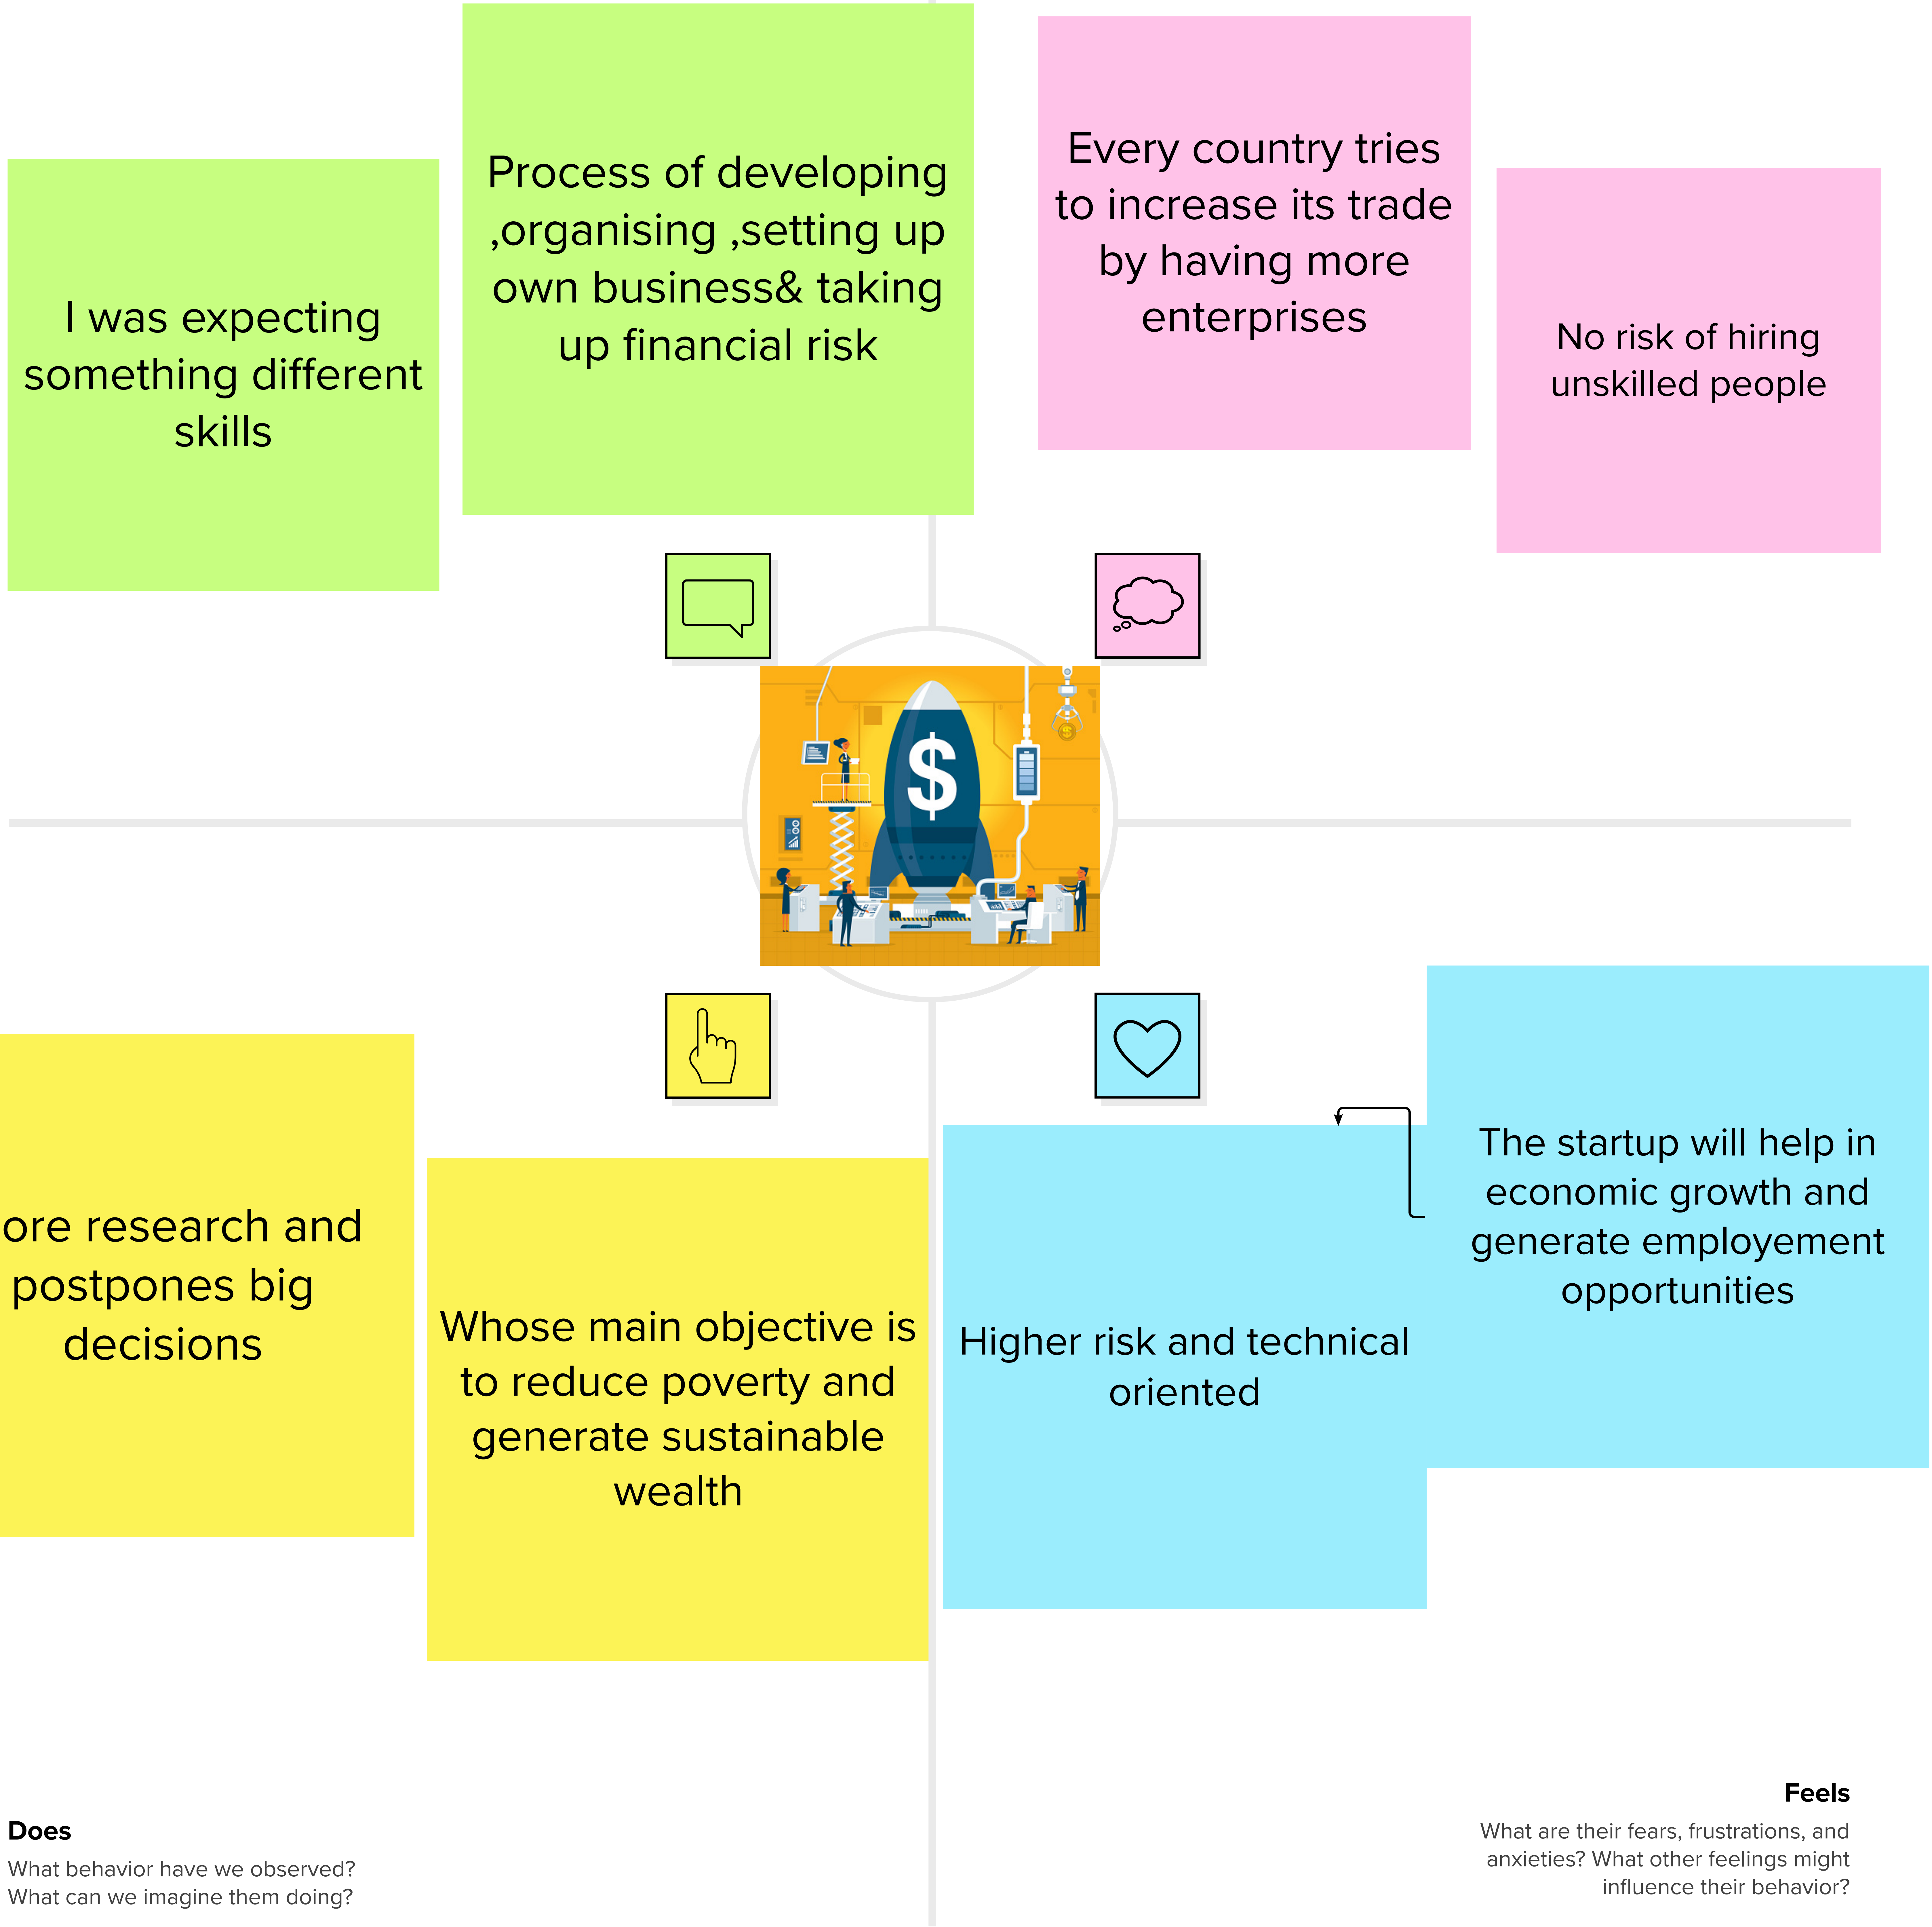 I was expecting
something different
skills
Process of developing
,organising ,setting up
own business& taking
up financial risk
Every country tries
to increase its trade
by having more
enterprises
No risk of hiring
unskilled people
$
ore research and
postpones big
decisions
Whose main objective is
to reduce poverty and
generate sustainable
wealth
Higher risk and technical
oriented
The startup will help in
economic growth and
generate employement
opportunities
Does
What behavior have we observed?
What can we imagine them doing?
Feels
What are their fears, frustrations, and
anxieties? What other feelings might
influence their behavior?